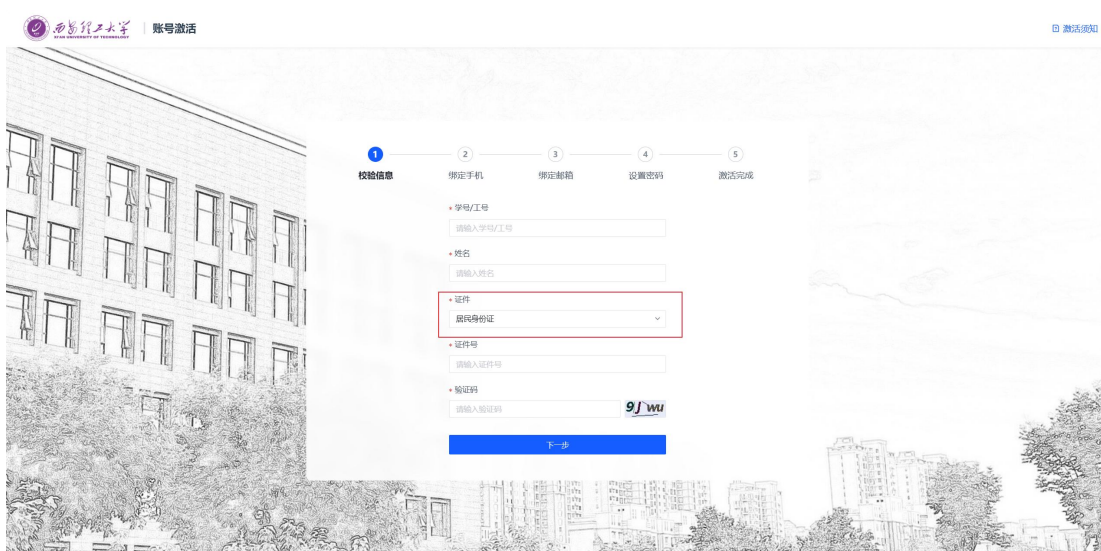 西安理工大学 账号激活 激活须知
XI'AN UNIVERSITY OF TECHNOLOGY
1 2 3 4 5
校验信息 绑定手机 绑定邮箱 设置密码 激活完成
* 学号/工号
请输入学号/工号
* 姓名
请输入姓名
* 证件
居民身份证
* 证件号
请输入证件号
* 验证码
请输入验证码 9Jwu
下一步